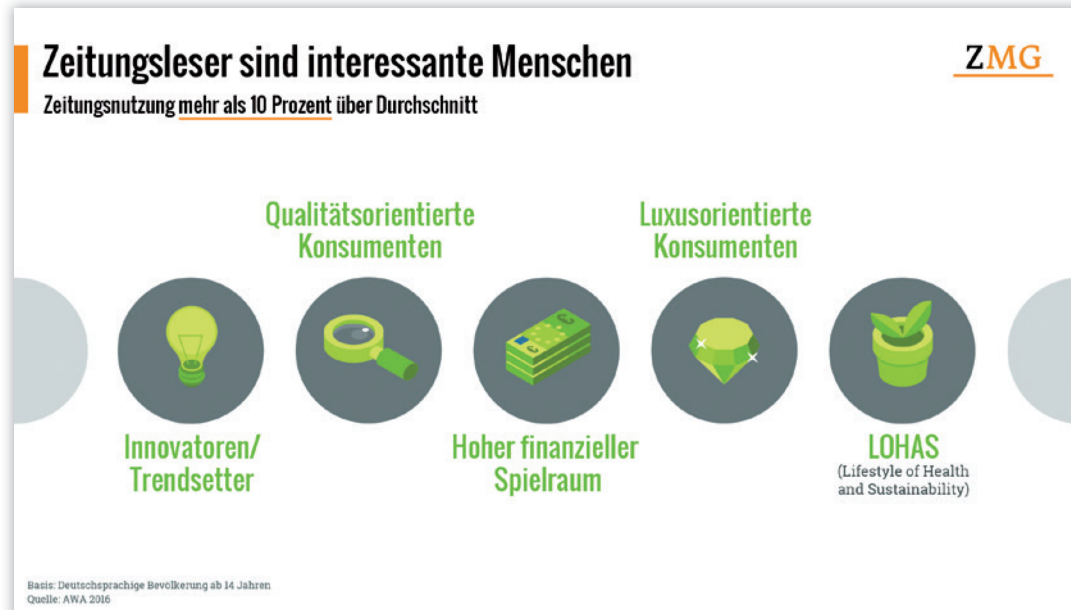 Zeitungsleser sind interessante Menschen
ZMG
Zeitungsnutzung mehr als 10 Prozent über Durchschnitt
Qualitätsorientierte
Konsumenten
Luxusorientierte
Konsumenten
Innovatoren/
Trendsetter
Hoher finanzieller
Spielraum
LOHAS
(Lifestyle of Health
and Sustainability)
Basis: Deutschsprachige Bevolkerung ab 14 Jahren
Quelle: AWA 2016